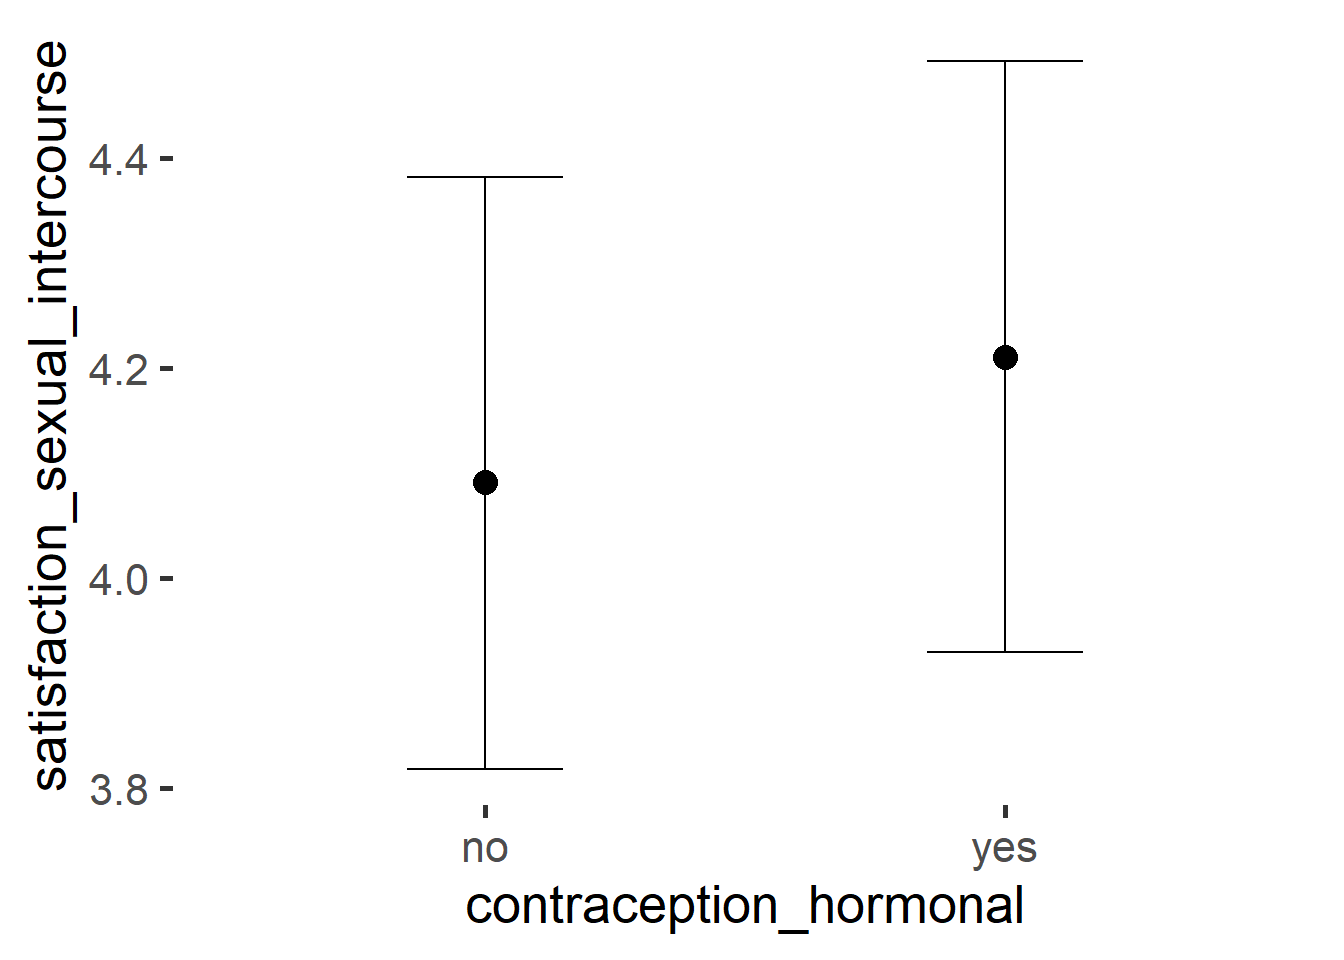 satisfaction_sexual_intercourse
4.4
4.2
4.0
3.8
no
yes
contraception_hormonal